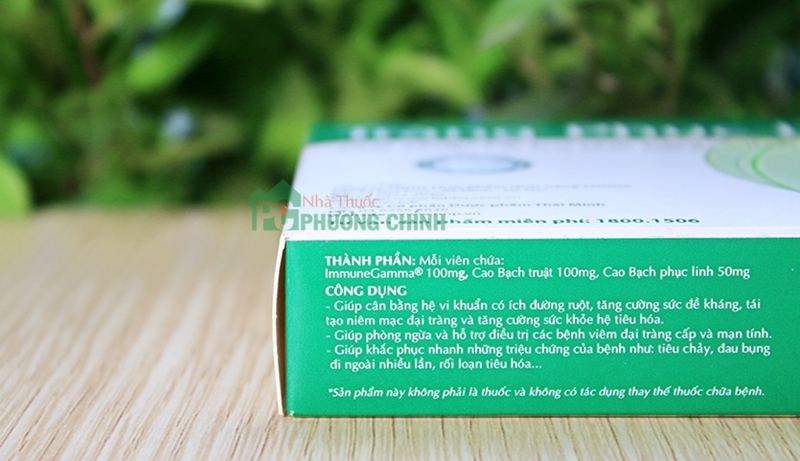 Nhà Thuốc
PHƯƠNG CHÍNH
miễn phí: 1800.1506
THÀNH PHẦN: Mỗi viên chứa:
ImmuneGamma® 100mg, Cao Bạch truật 100mg, Cao Bạch phục linh 50mg
CÔNG DỤNG
- Giúp cân bằng hệ vi khuẩn có ích đường ruột, tăng cường sức đề kháng, tái
tạo niêm mạc đại tràng và tăng cường sức khỏe hệ tiêu hóa.
- Giúp phòng ngừa và hỗ trợ điều trị các bệnh viêm đại tràng cấp và mạn tính.
- Giúp khắc phục nhanh những triệu chứng của bệnh như: tiêu chảy, đau bụng
đi ngoài nhiều lần, rối loạn tiêu hóa...
*Sản phẩm này không phải là thuốc và không có tác dụng thay thế thuốc chữa bệnh.